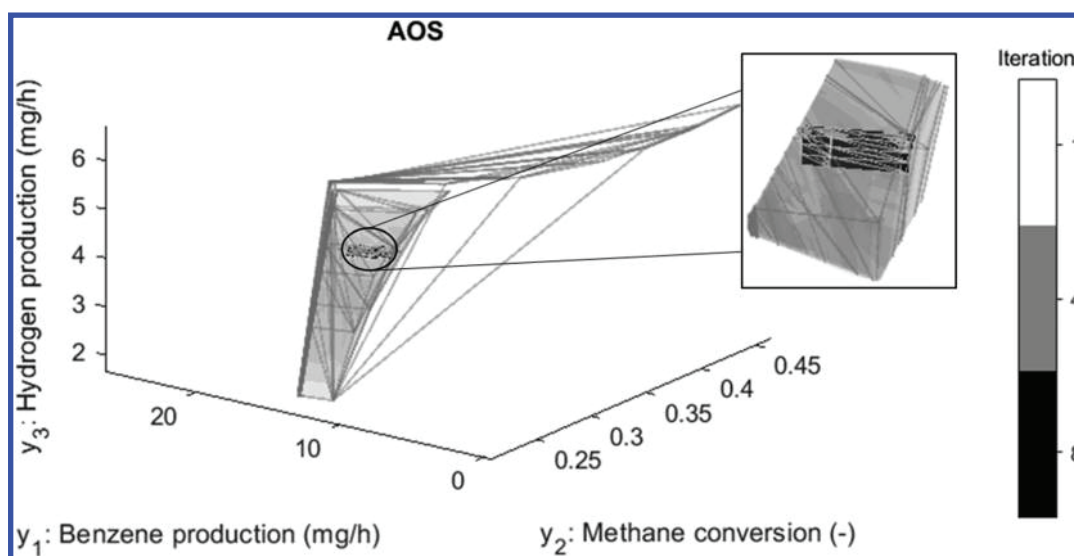 AOS
Iteration
6
5
4
3
2
y₃: Hydrogen production (mg/h)
20
10
0
0.25
0.3
0.35
0.4
0.45
y₁: Benzene production (mg/h)
y₂: Methane conversion (-)